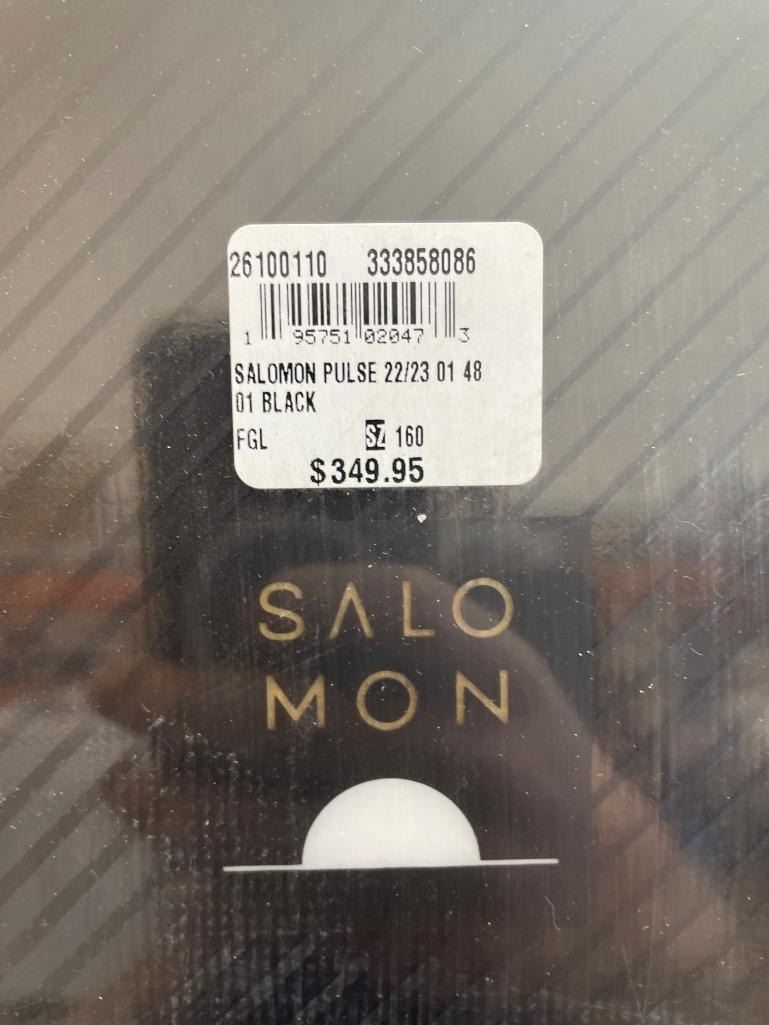 26100110 333858086
1 95751 02047 3
SALOMON PULSE 22/23 01 48
01 BLACK
FGL SZ 160
$349.95
SALO
MON